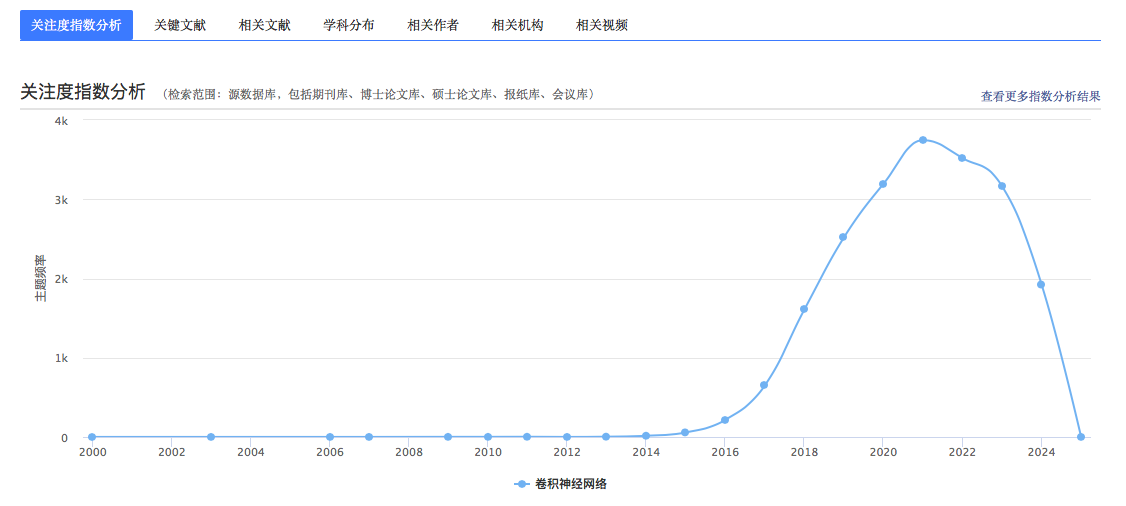 关注度指数分析 关键文献 相关文献 学科分布 相关作者 相关机构 相关视频
关注度指数分析 （检索范围：源数据库，包括期刊库、博士论文库、硕士论文库、报纸库、会议库） 查看更多指数分析结果
4k
3k
2k
1k
0
主题频率
2000 2002 2004 2006 2008 2010 2012 2014 2016 2018 2020 2022 2024
卷积神经网络